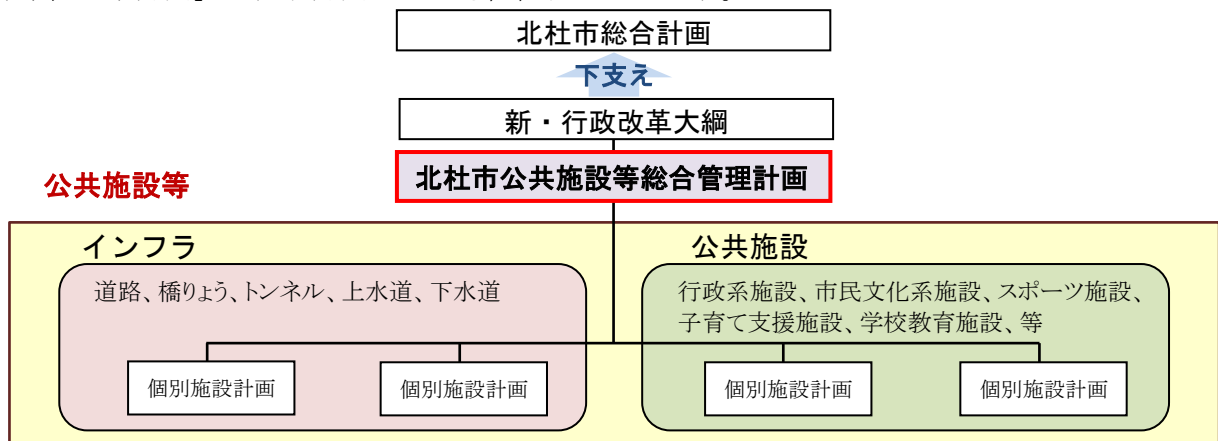 北杜市総合計画
下支え
新・行政改革大綱
北杜市公共施設等総合管理計画
公共施設等
インフラ
道路、橋りょう、トンネル、上水道、下水道
個別施設計画
個別施設計画
公共施設
行政系施設、市民文化系施設、スポーツ施設、
子育て支援施設、学校教育施設、等
個別施設計画
個別施設計画